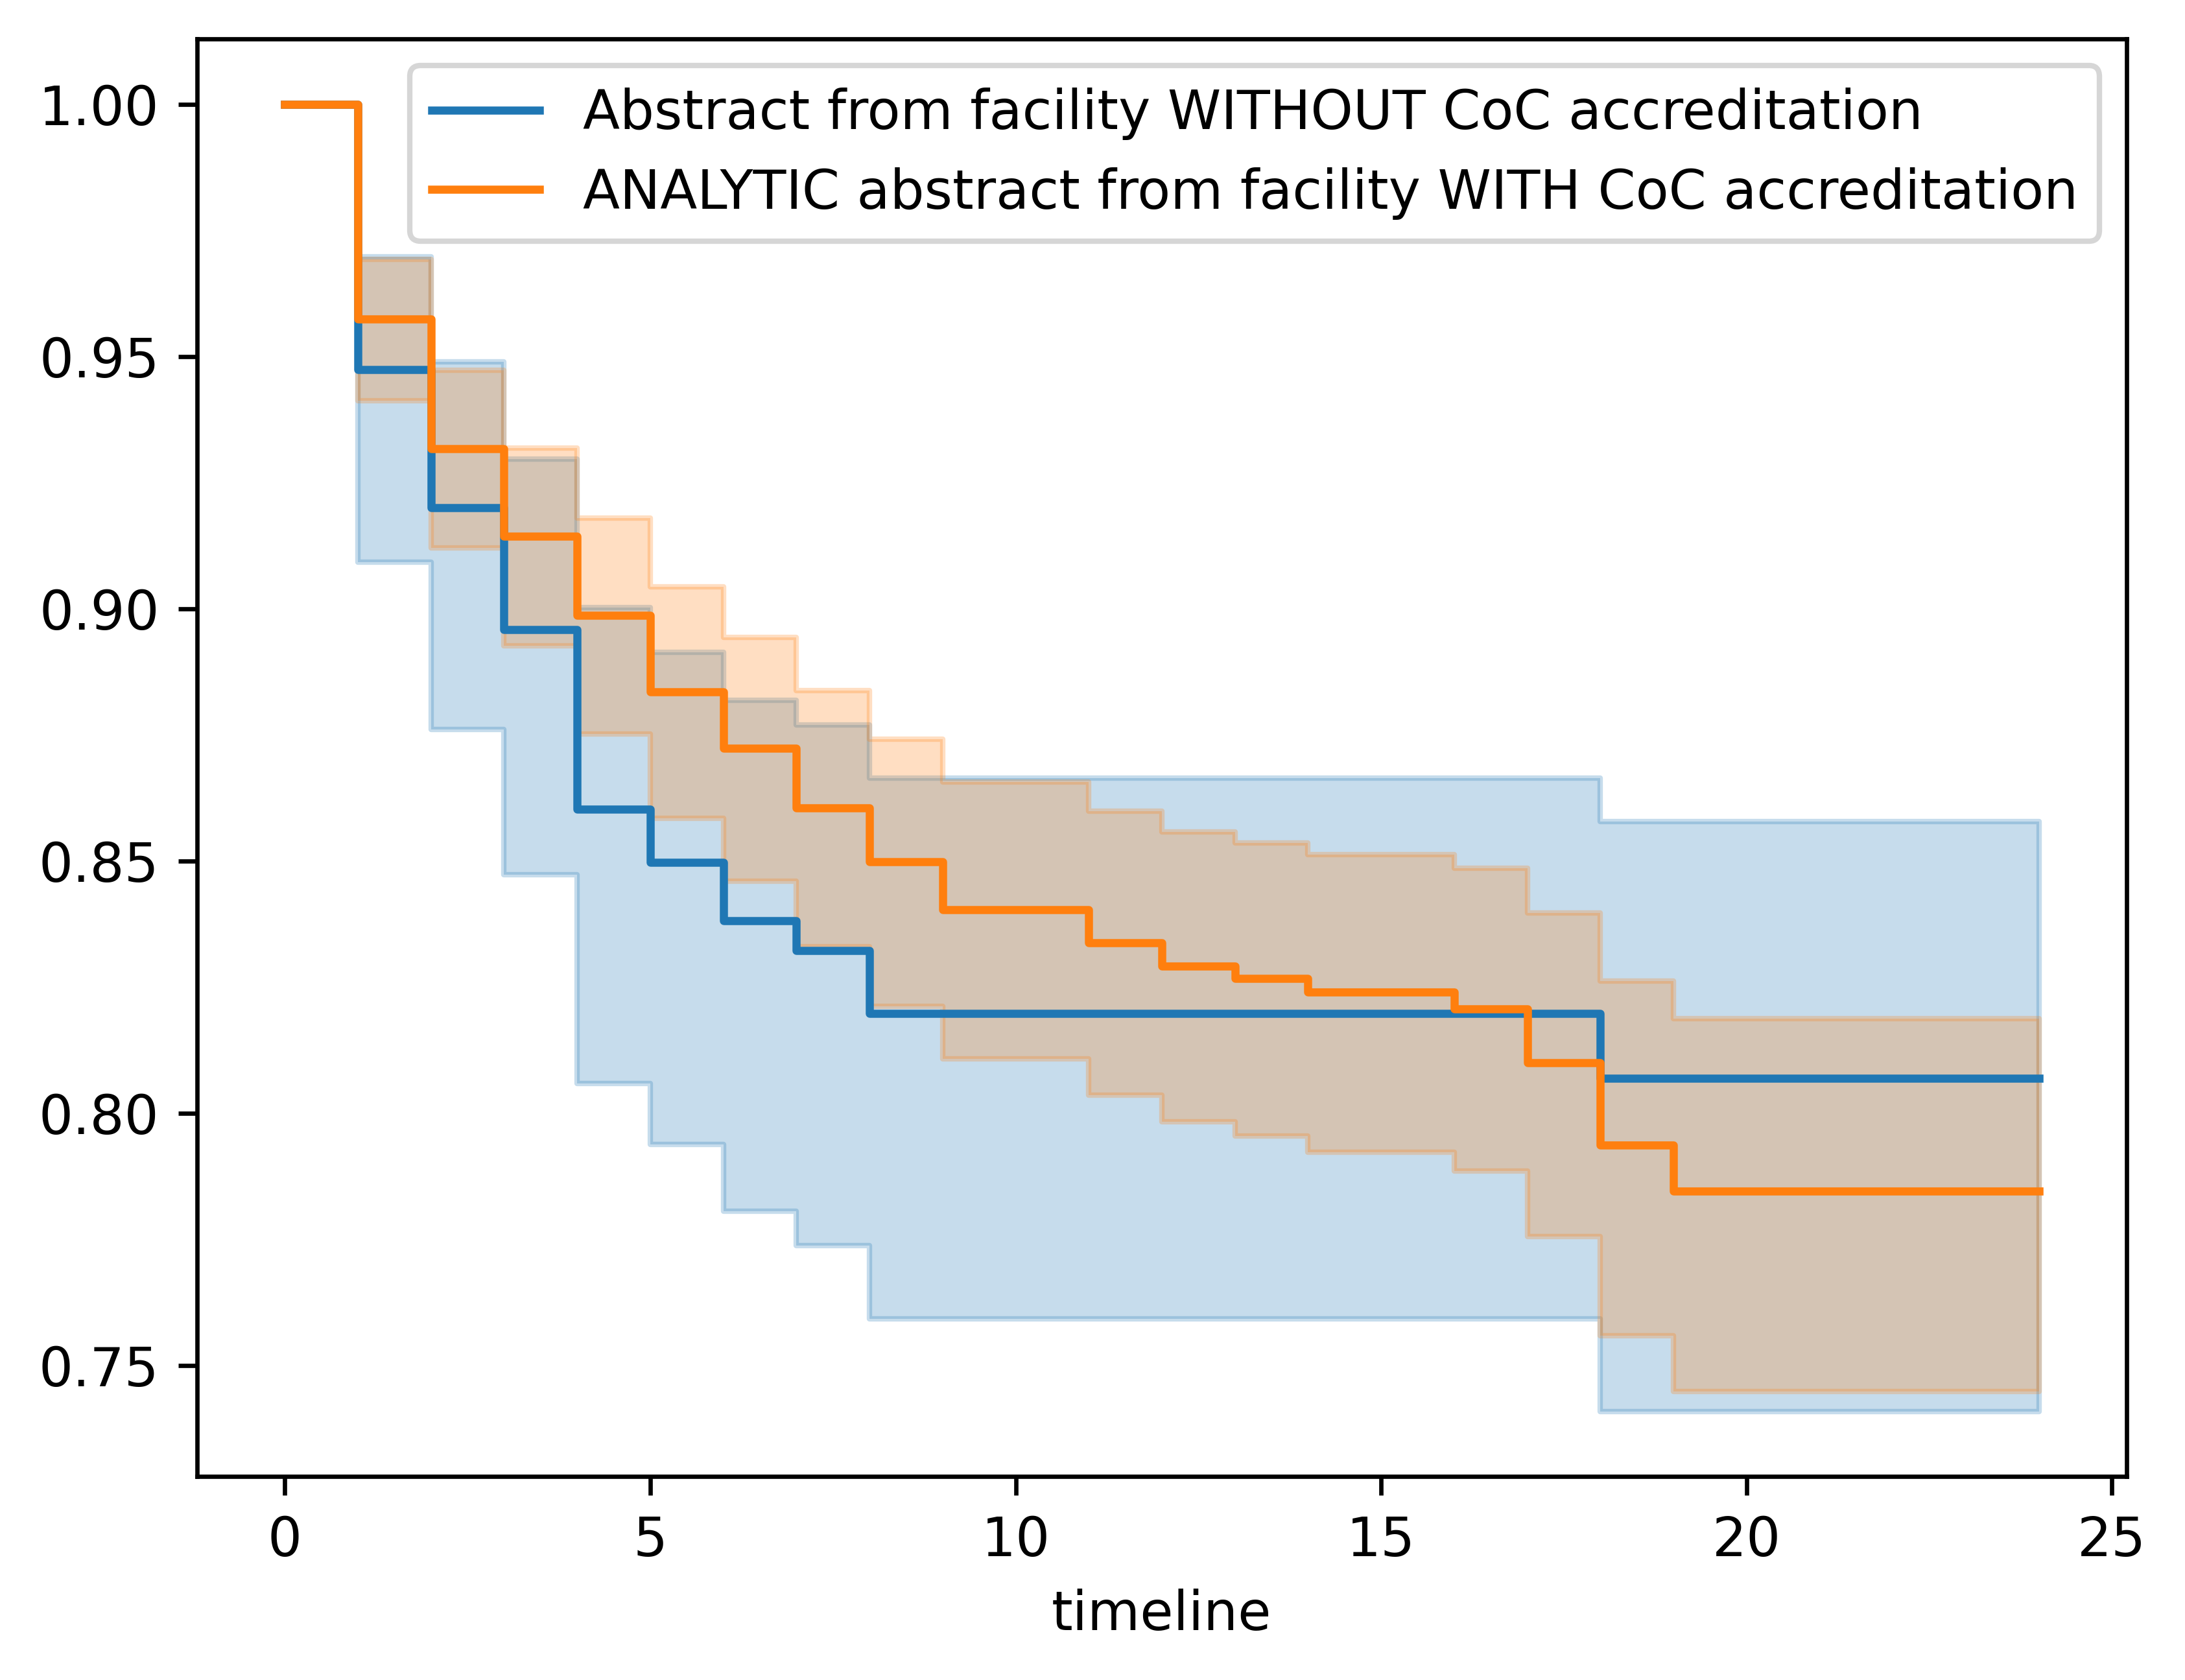 Abstract from facility WITHOUT CoC accreditation
ANALYTIC abstract from facility WITH CoC accreditation
1.00
0.95
0.90
0.85
0.80
0.75
0 5 10 15 20 25
timeline